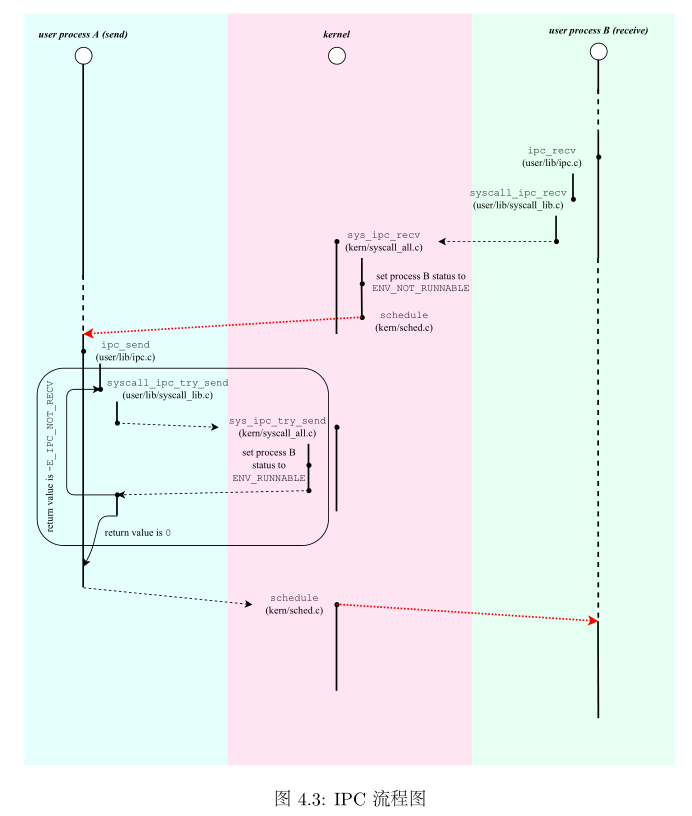 user process A (send)
kernel
user process B (receive)
ipc_recv
(user/lib/ipc.c)
syscall_ipc_recv
(user/lib/syscall_lib.c)
sys_ipc_recv
(kern/syscall_all.c)
set process B status to
ENV_NOT_RUNNABLE
schedule
(kern/sched.c)
ipc_send
(user/lib/ipc.c)
syscall_ipc_try_send
(user/lib/syscall_lib.c)
return value is -E_IPC_NOT_RECV
sys_ipc_try_send
(kern/syscall_all.c)
set process B
status to
ENV_RUNNABLE
return value is 0
schedule
(kern/sched.c)
图 4.3: IPC 流程图